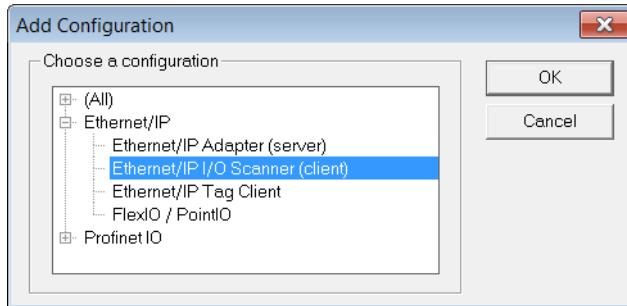 Add Configuration
Choose a configuration
OK
(All)
Ethernet/IP
Cancel
Ethernet/IP Adapter (server)
Ethernet/IP I/O Scanner (client)
Ethernet/IP Tag Client
FlexIO / PointIO
Profinet IO